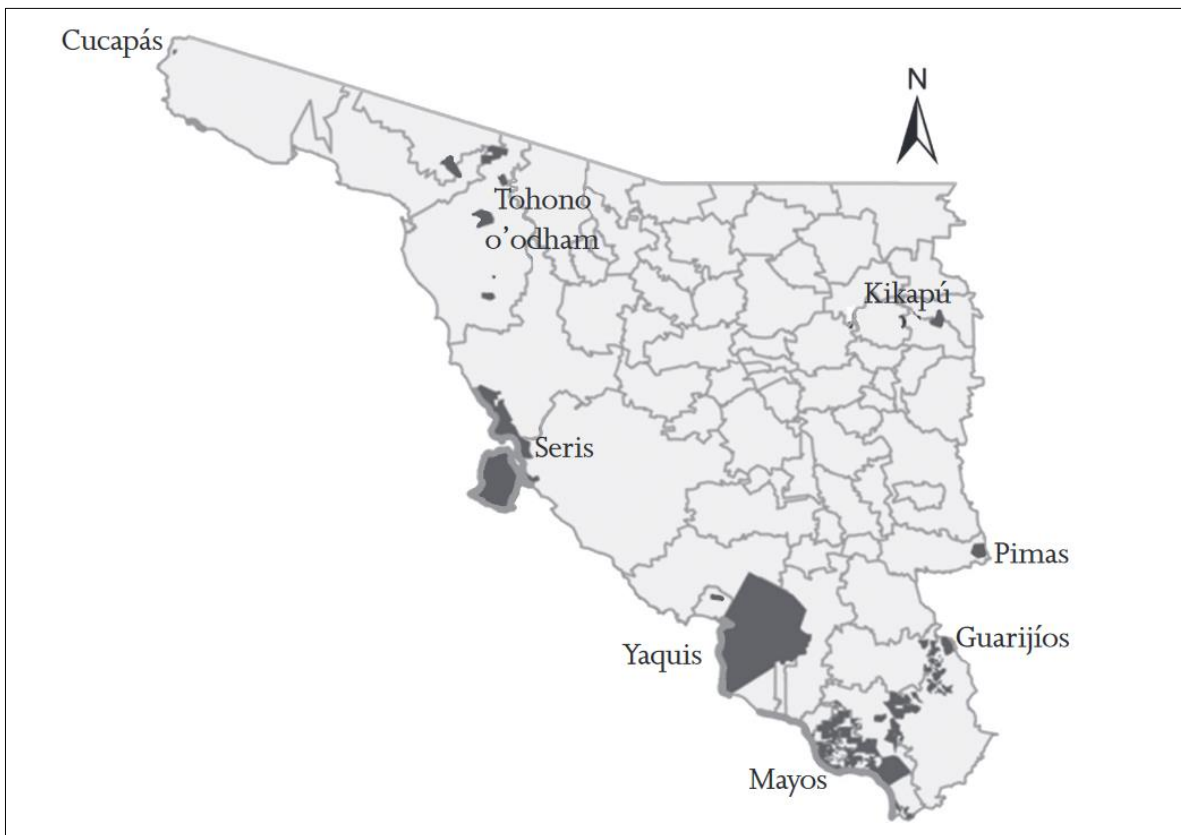 Cucapás
N
Tohono
o’odham
Kikapú
Seris
Pimas
Guarijíos
Yaquis
Mayos